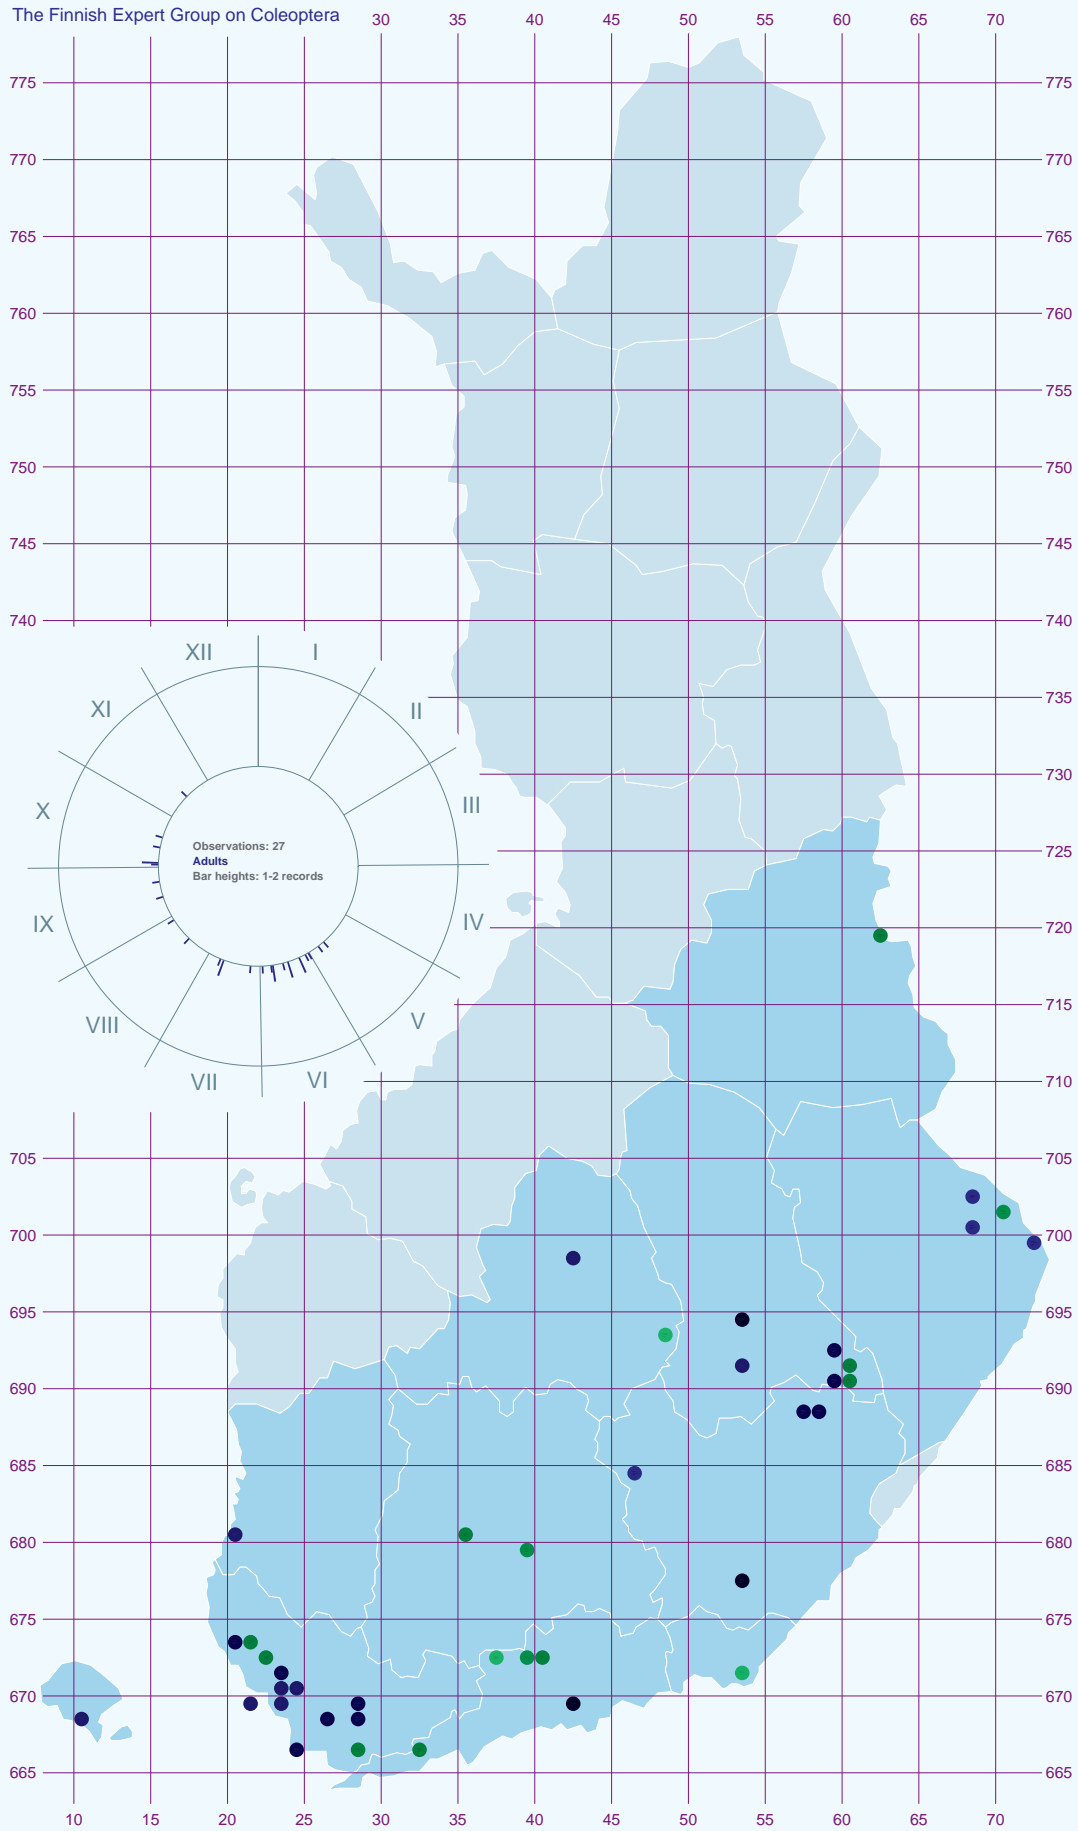 The Finnish Expert Group on Coleoptera 30 35 40 45 50 55 60 65 70
775 775
770 770
765 765
760 760
755 755
750 750
745 745
740 740
XII I
XI II
735
730
X III
Observations: 27
Adults
Bar heights: 1-2 records
725
IX IV
720
715
VIII V
VII VI
710
705 705
700 700
695 695
690 690
685 685
680 680
675 675
670 670
665 665
10 15 20 25 30 35 40 45 50 55 60 65 70